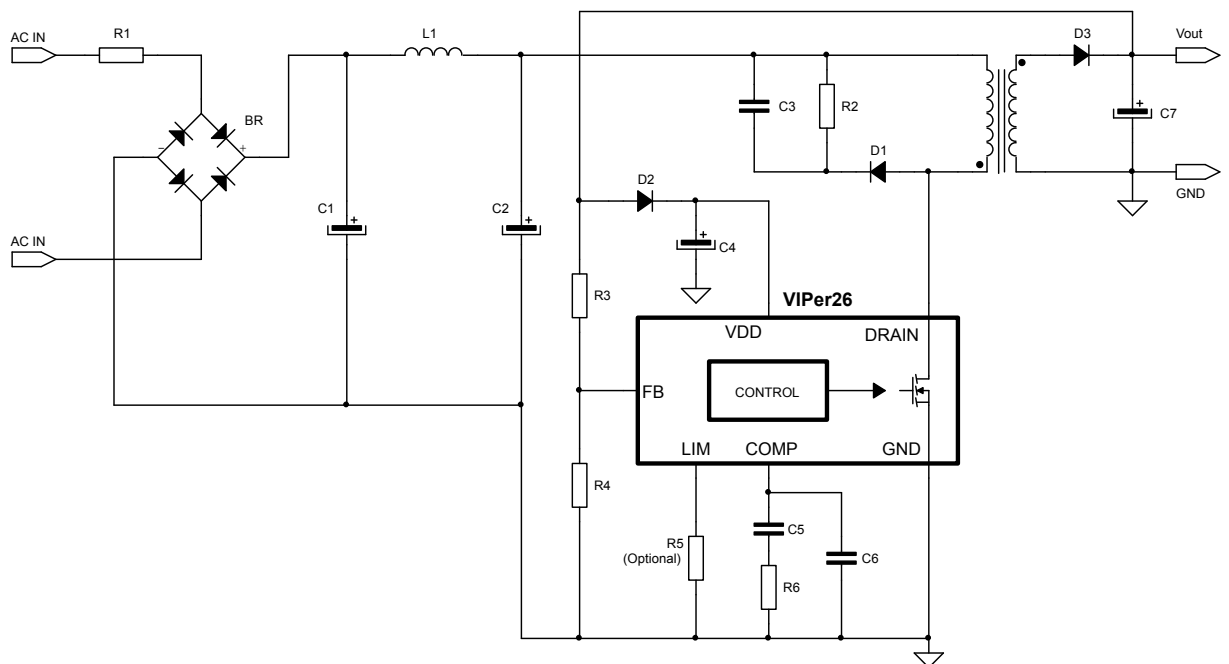 AC IN
R1
L1
D3
Vout
BR
C3
R2
C7
−
+
+
D1
GND
D2
C1
+
C2
+
AC IN
+
C4
R3
VIPer26
VDD
DRAIN
FB
CONTROL
LIM
COMP
GND
R4
C5
R5
(Optional)
C6
R6